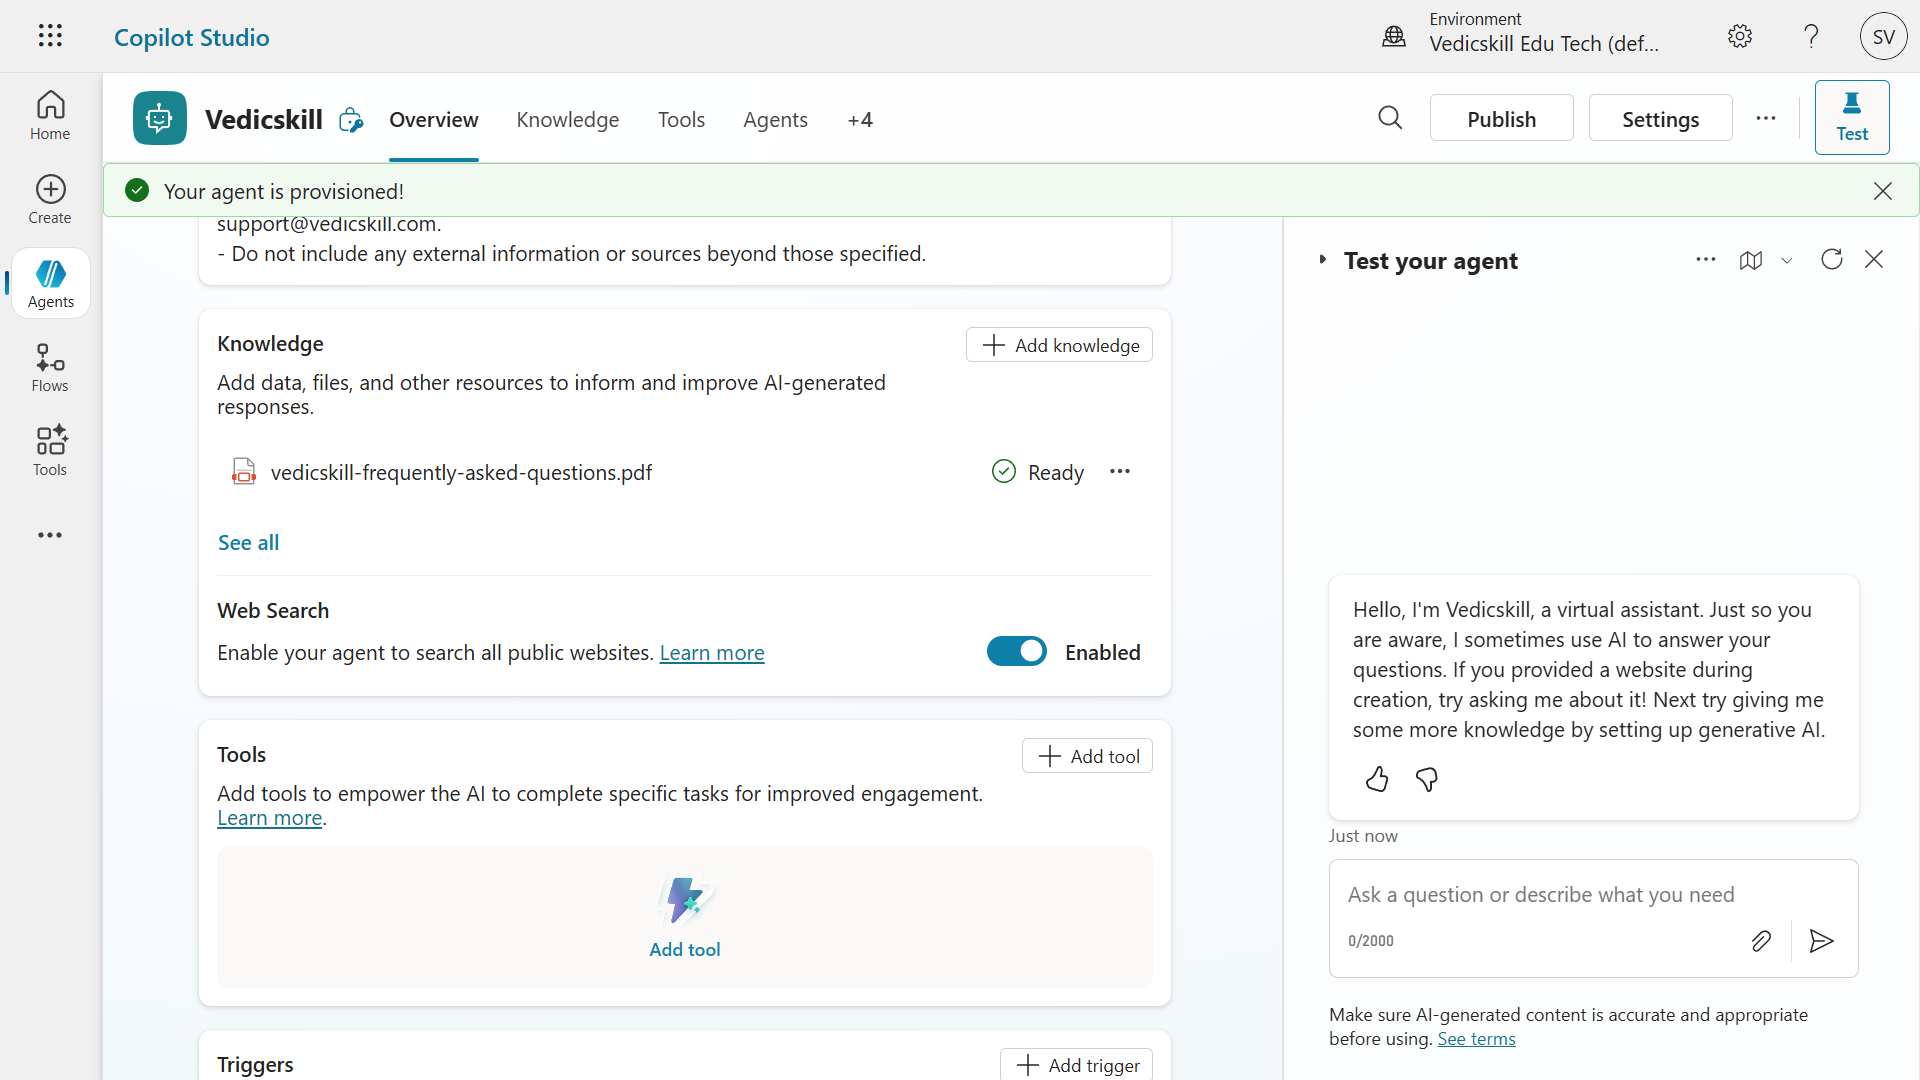 Copilot Studio
Environment
Vedicskill Edu Tech (def...
SV
Home
Create
Agents
Flows
Tools
Vedicskill
Overview
Knowledge
Tools
Agents
+4
Publish
Settings
Test
Your agent is provisioned!
support@vedicskill.com.
- Do not include any external information or sources beyond those specified.
Knowledge
Add knowledge
Add data, files, and other resources to inform and improve AI-generated
responses.
vedicskill-frequently-asked-questions.pdf
Ready
See all
Web Search
Enable your agent to search all public websites. Learn more
Enabled
Tools
Add tool
Add tools to empower the AI to complete specific tasks for improved engagement.
Learn more.
Add tool
Triggers
Add trigger
Test your agent
Hello, I'm Vedicskill, a virtual assistant. Just so you
are aware, I sometimes use AI to answer your
questions. If you provided a website during
creation, try asking me about it! Next try giving me
some more knowledge by setting up generative AI.
Just now
Ask a question or describe what you need
0/2000
Make sure AI-generated content is accurate and appropriate
before using. See terms